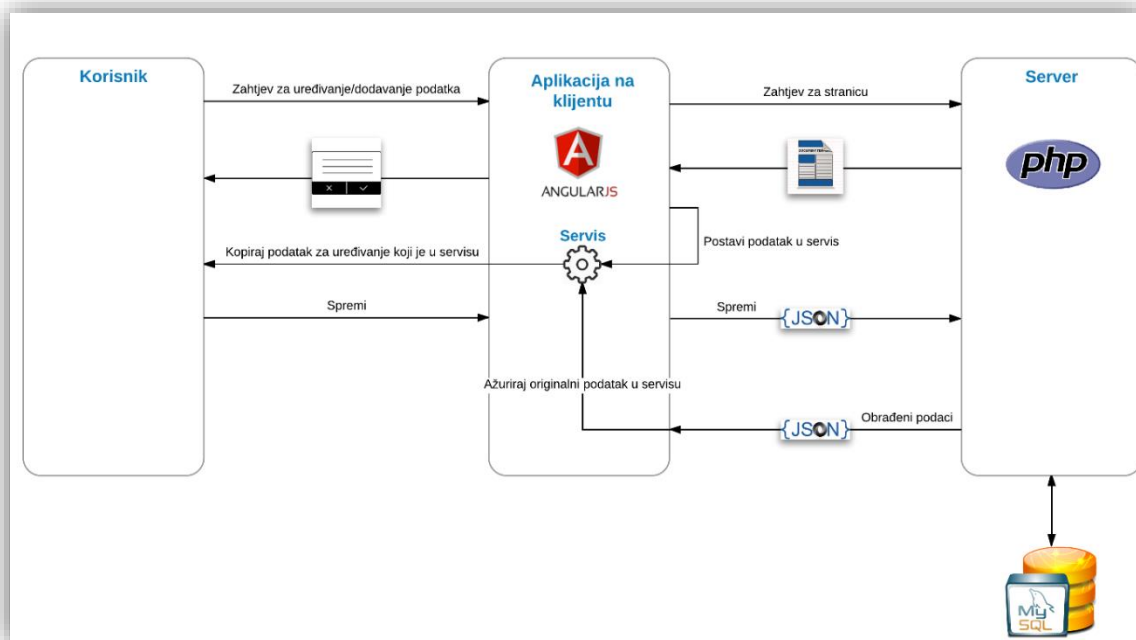 Korisnik
Aplikacija na
klijentu
Server
Zahtjev za uređivanje/dodavanje podatka
Zahtjev za stranicu
ANGULARJS
php
Servis
Postavi podatak u servis
Kopiraj podatak za uređivanje koji je u servisu
Spremi
Spremi
{JSON}
Ažuriraj originalni podatak u servisu
Obrađeni podaci
{JSON}
My
SQL